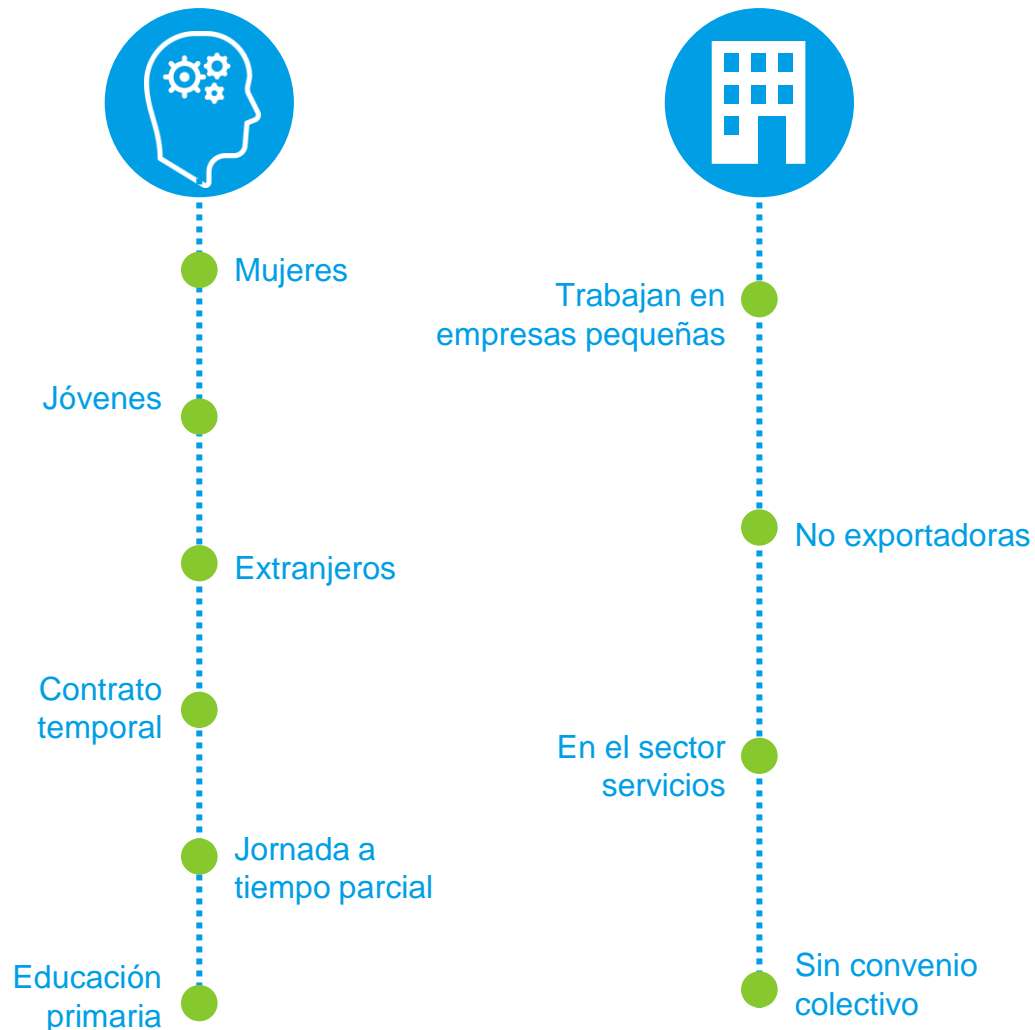 Mujeres
Jóvenes
Extranjeros
Contrato
temporal
Jornada a
tiempo parcial
Educación
primaria
Trabajan en
empresas pequeñas
No exportadoras
En el sector
servicios
Sin convenio
colectivo